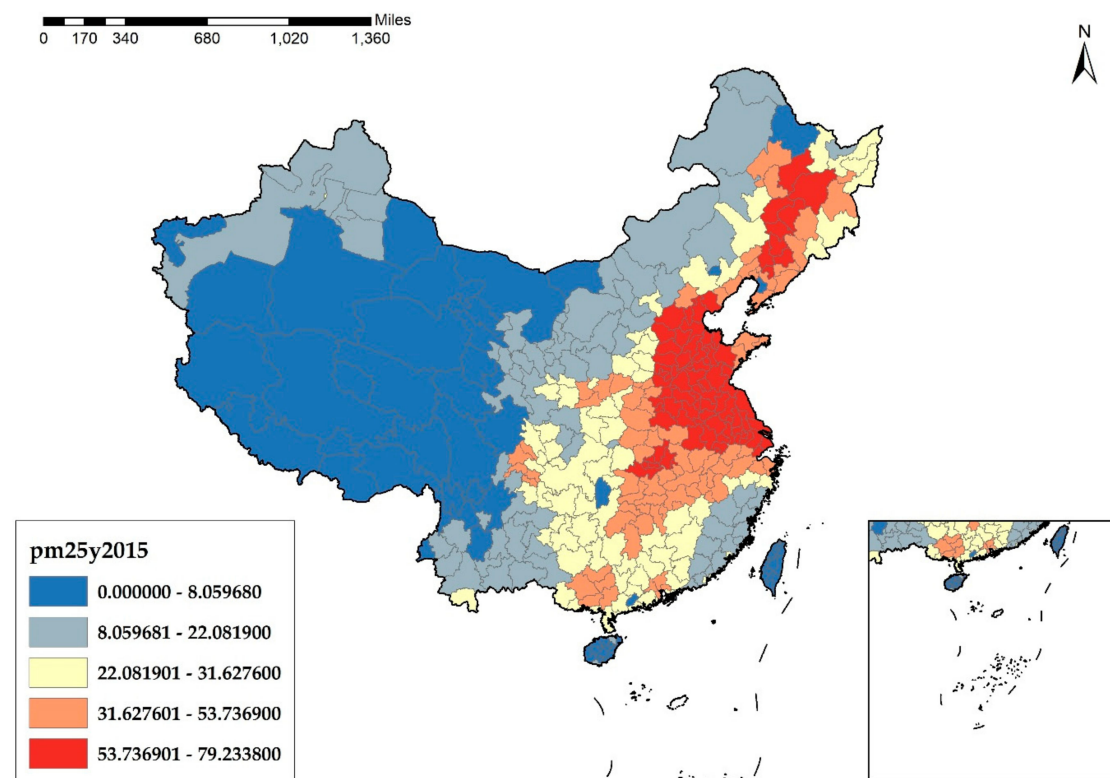 Miles
0 170 340 680 1,020 1,360
N
pm25y2015
0.000000 - 8.059680
8.059681 - 22.081900
22.081901 - 31.627600
31.627601 - 53.736900
53.736901 - 79.233800